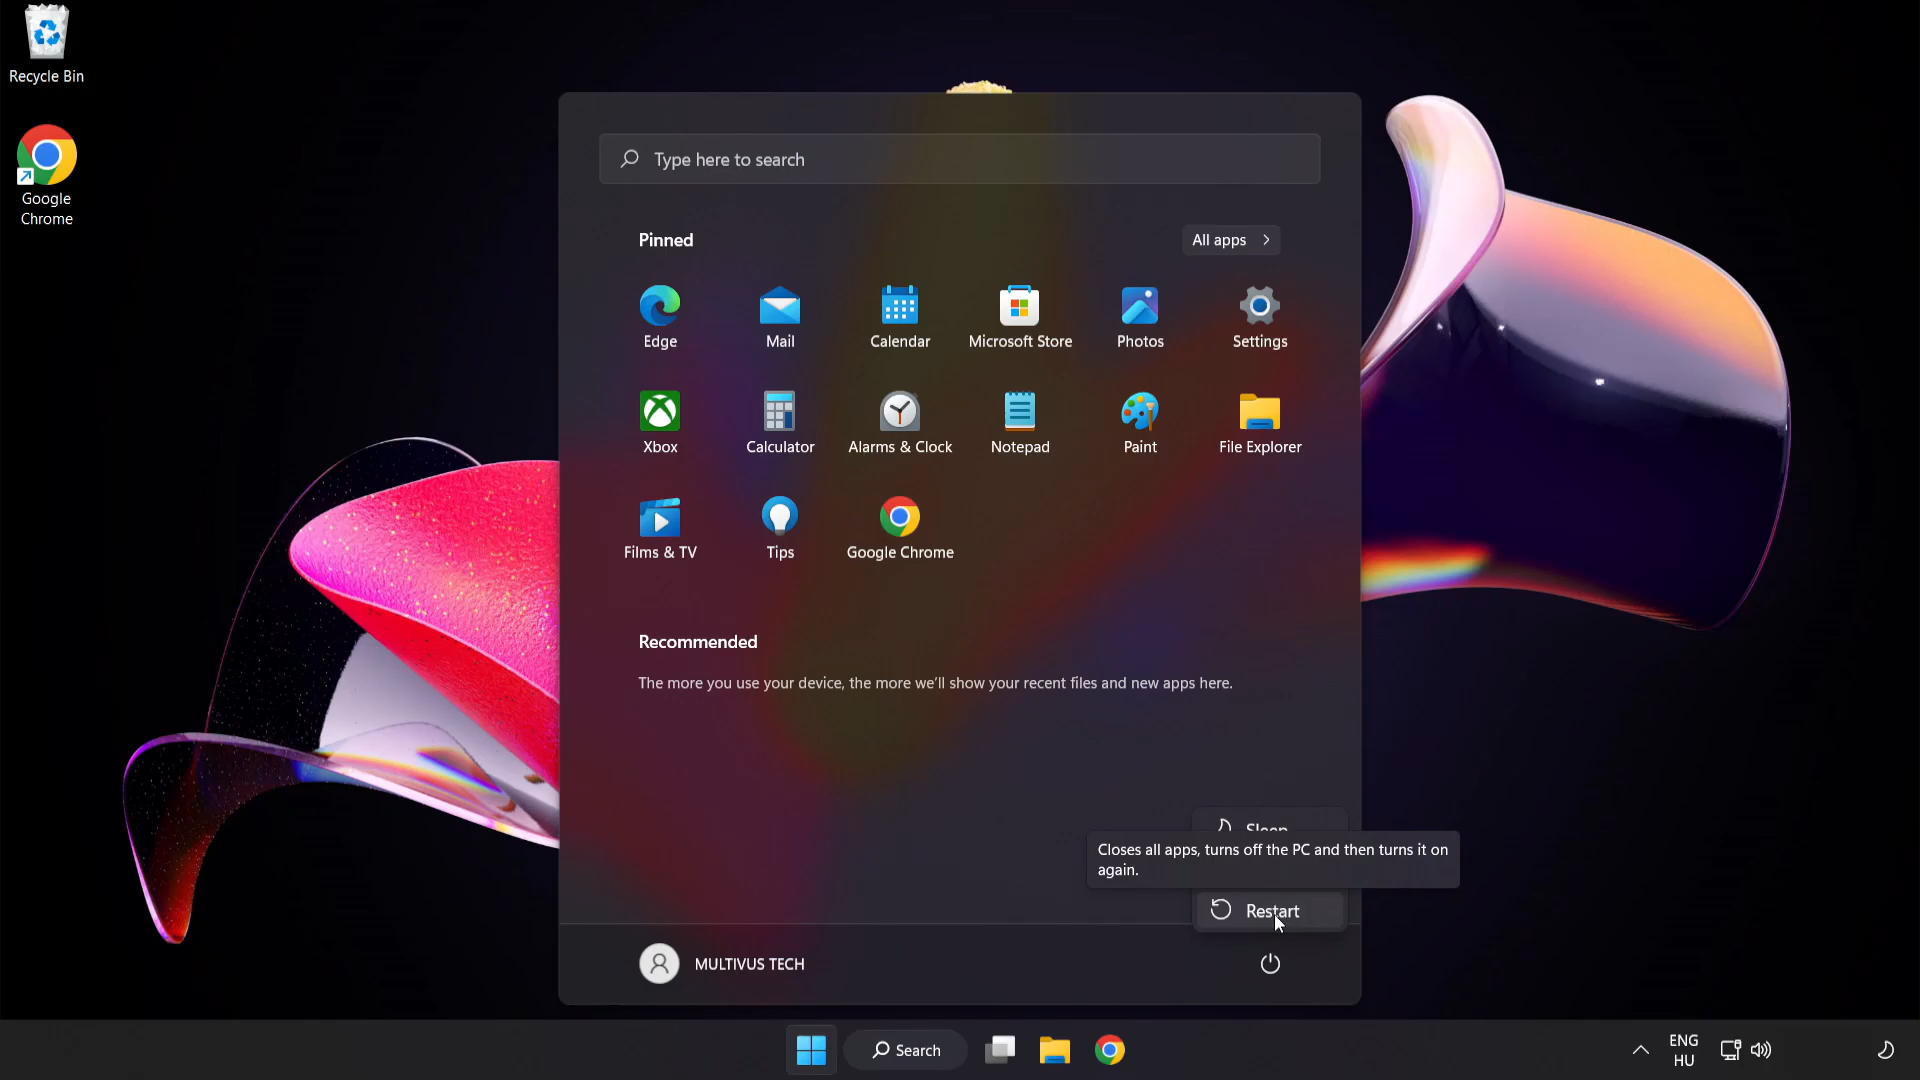 Recycle Bin
Google
Chrome
Type here to search
Pinned
All apps
Edge
Mail
Calendar
Microsoft Store
Photos
Settings
Xbox
Calculator
Alarms & Clock
Notepad
Paint
File Explorer
Films & TV
Tips
Google Chrome
Recommended
The more you use your device, the more we'll show your recent files and new apps here.
Sleep
Closes all apps, turns off the PC and then turns it on
again.
Restart
MULTIVUS TECH
Search
ENG
HU